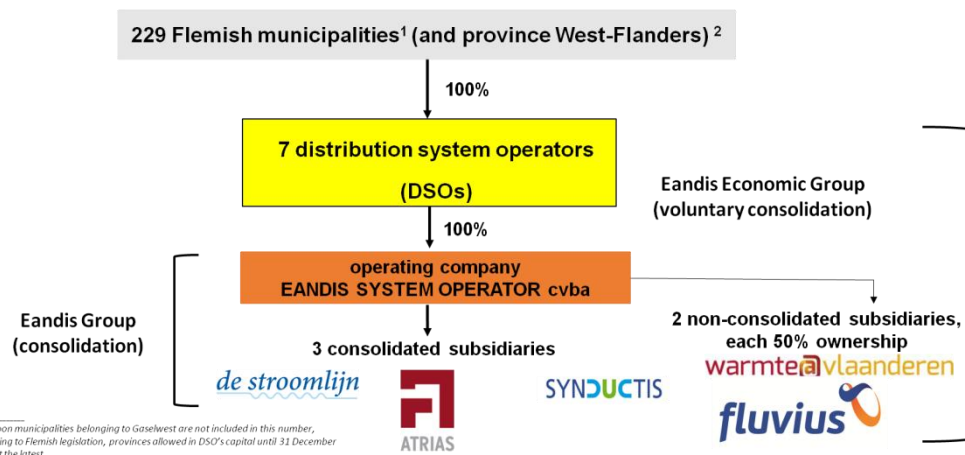 229 Flemish municipalities¹ (and province West-Flanders) ²
100%
7 distribution system operators
(DSOs)
Eandis Economic Group
(voluntary consolidation)
100%
operating company
EANDIS SYSTEM OPERATOR cvba
Eandis Group
(consolidation)
2 non-consolidated subsidiaries,
each 50% ownership
3 consolidated subsidiaries
de stroomlijn
ATRIAS
SYNDUCTIS
warmte@vlaanderen
fluvius
municipalities belonging to Gaselwest are not included in this number,
to Flemish legislation, provinces allowed in DSO's capital until 31 December
the latest